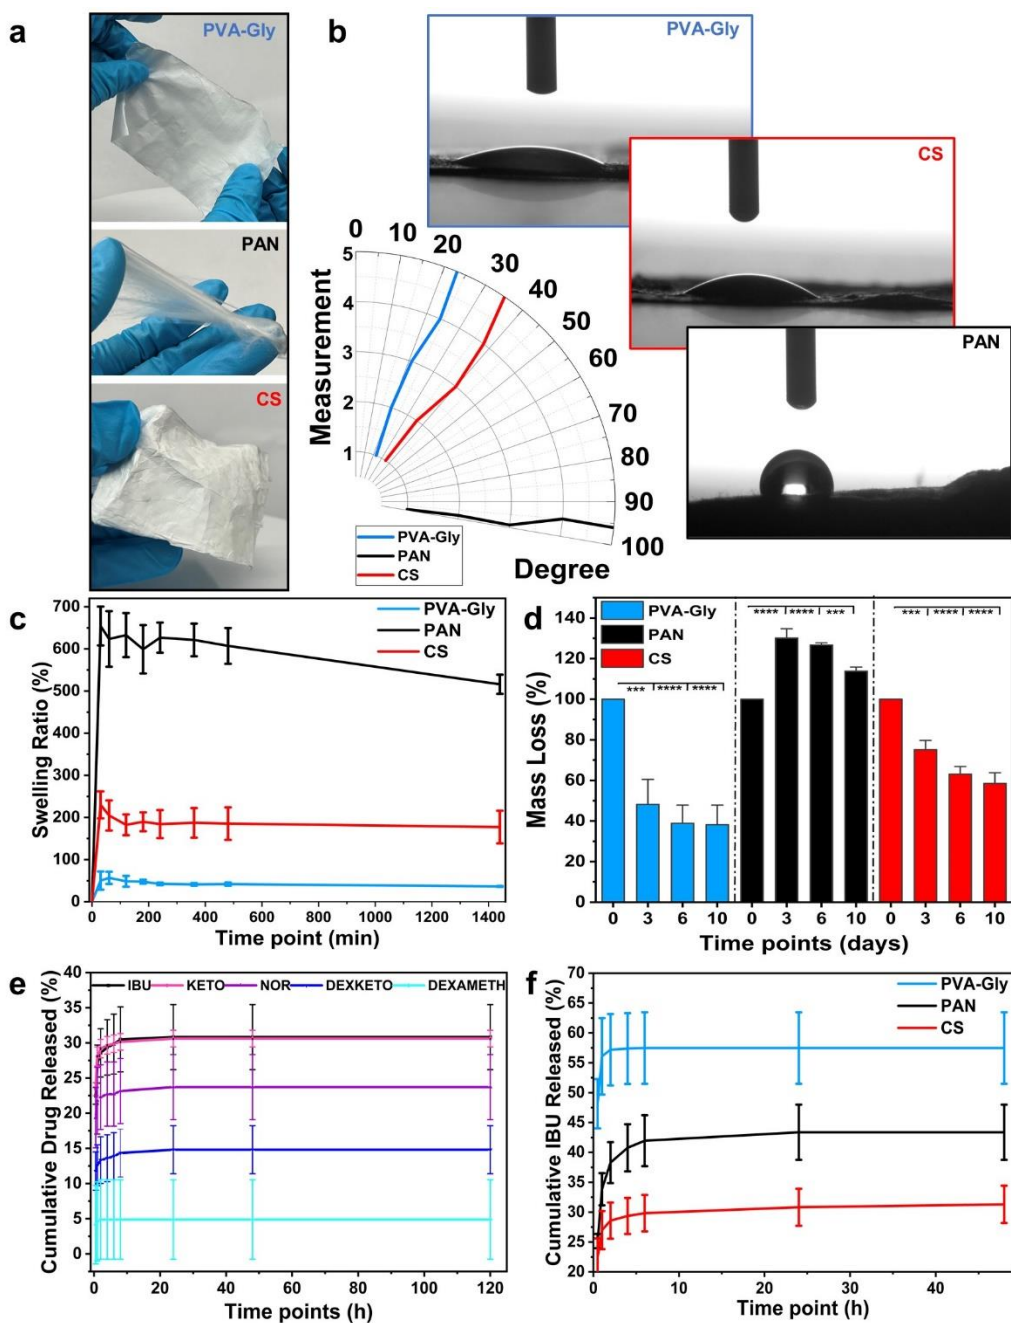 a
PVA-Gly
PAN
CS
b
PVA-Gly
CS
PAN
0
10
20
30
40
50
60
70
80
90
100
5
4
3
2
1
Measurement
Degree
PVA-Gly
PAN
CS
c
PVA-Gly
PAN
CS
700
600
500
400
300
200
100
0
Swelling Ratio (%)
0 200 400 600 800 1000 1200 1400
Time point (min)
d
PVA-Gly
PAN
CS
*** **** ****
**** **** ***
*** **** ****
140
120
100
80
60
40
20
0
Mass Loss (%)
0 3 6 10 0 3 6 10 0 3 6 10
Time points (days)
e
IBU KETO NOR DEXKETO DEXAMETH
40
35
30
25
20
15
10
5
0
Cumulative Drug Released (%)
0 20 40 60 80 100 120
Time points (h)
f
PVA-Gly
PAN
CS
75
70
65
60
55
50
45
40
35
30
25
20
Cumulative IBU Released (%)
0 10 20 30 40
Time point (h)